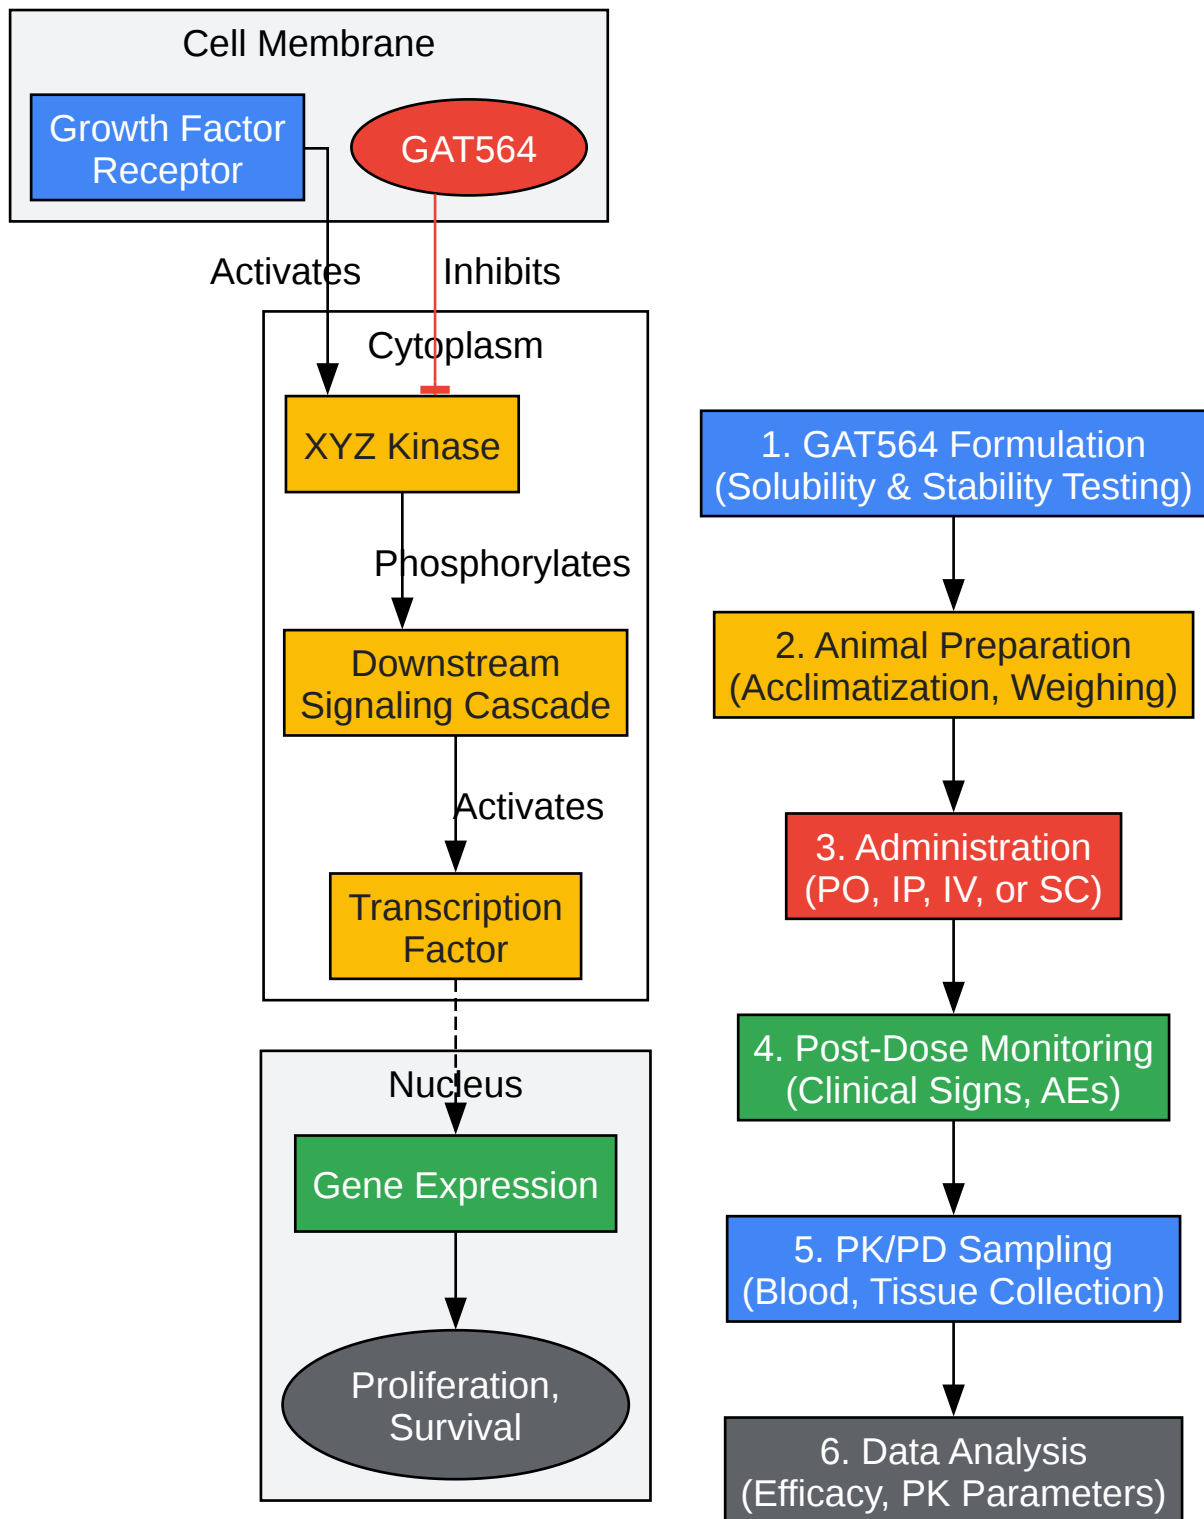 Cell Membrane
Growth Factor
Receptor
GAT564
Activates
Inhibits
Cytoplasm
XYZ Kinase
Phosphorylates
Downstream
Signaling Cascade
Activates
Transcription
Factor
Nucleus
Gene Expression
Proliferation,
Survival
1. GAT564 Formulation
(Solubility & Stability Testing)
2. Animal Preparation
(Acclimatization, Weighing)
3. Administration
(PO, IP, IV, or SC)
4. Post-Dose Monitoring
(Clinical Signs, AEs)
5. PK/PD Sampling
(Blood, Tissue Collection)
6. Data Analysis
(Efficacy, PK Parameters)